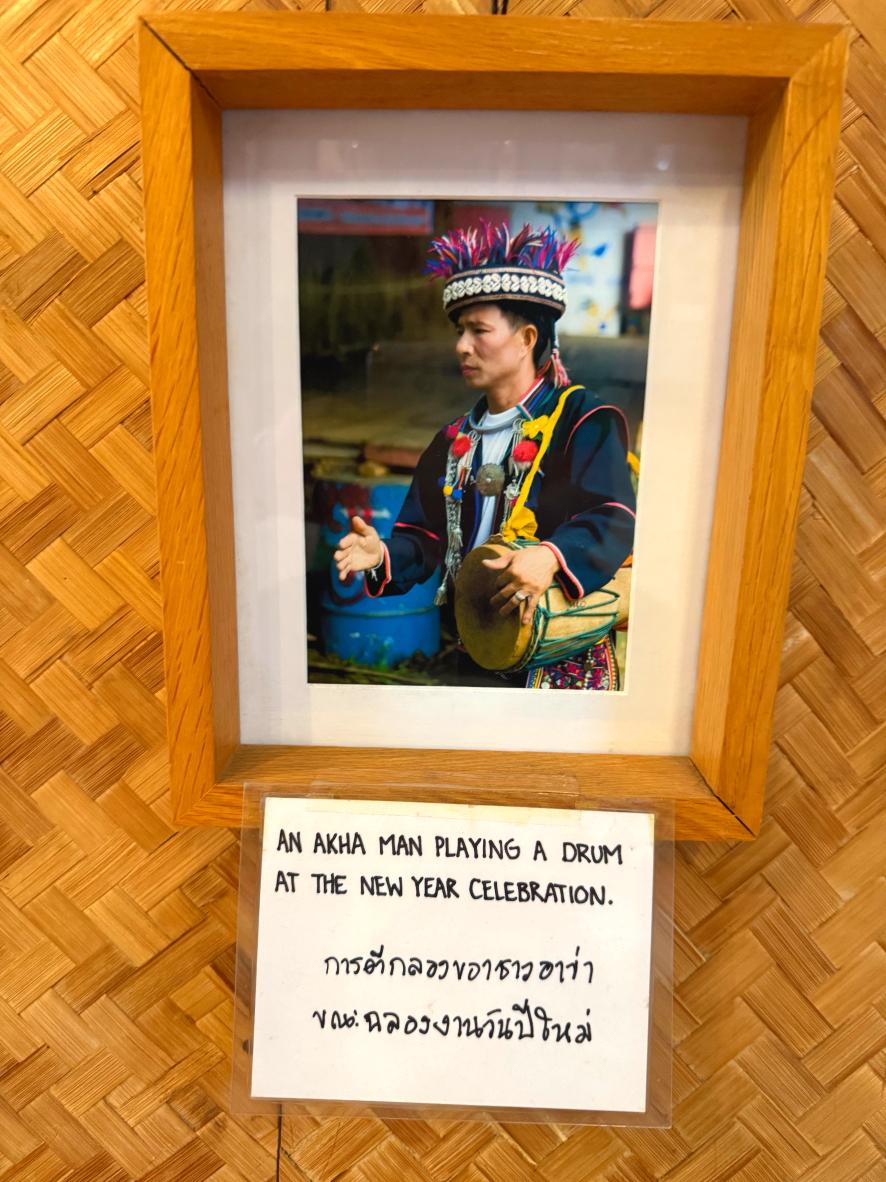 AN AKHA MAN PLAYING A DRUM
AT THE NEW YEAR CELEBRATION.
การตีกลองของชาวอาข่า
ขณะฉลองงานวันปีใหม่